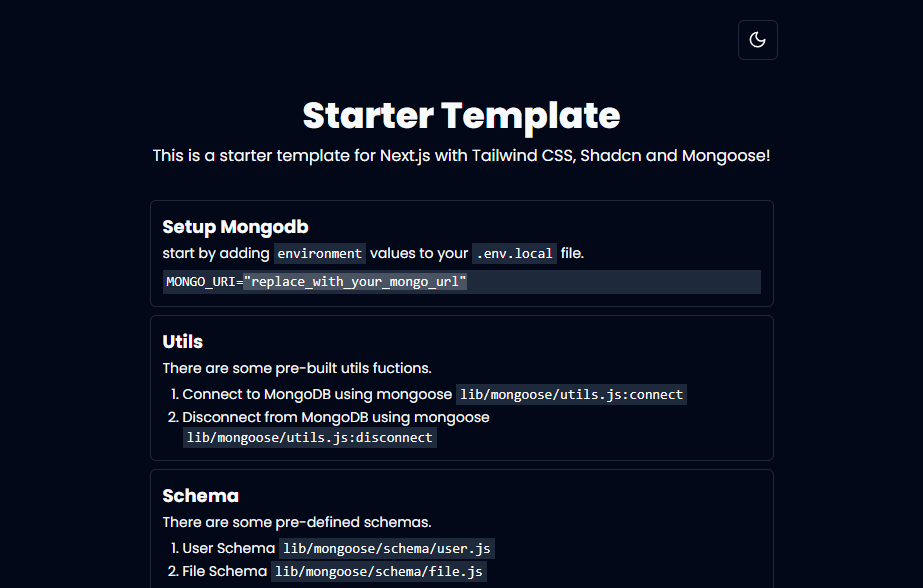 Starter Template
This is a starter template for Next.js with Tailwind CSS, Shadcn and Mongoose!
Setup Mongodb
start by adding environment values to your .env.local file.
MONGO_URI="replace_with_your_mongo_url"
Utils
There are some pre-built utils fuctions.
1. Connect to MongoDB using mongoose lib/mongoose/utils.js:connect
2. Disconnect from MongoDB using mongoose
lib/mongoose/utils.js:disconnect
Schema
There are some pre-defined schemas.
1. User Schema lib/mongoose/schema/user.js
2. File Schema lib/mongoose/schema/file.js